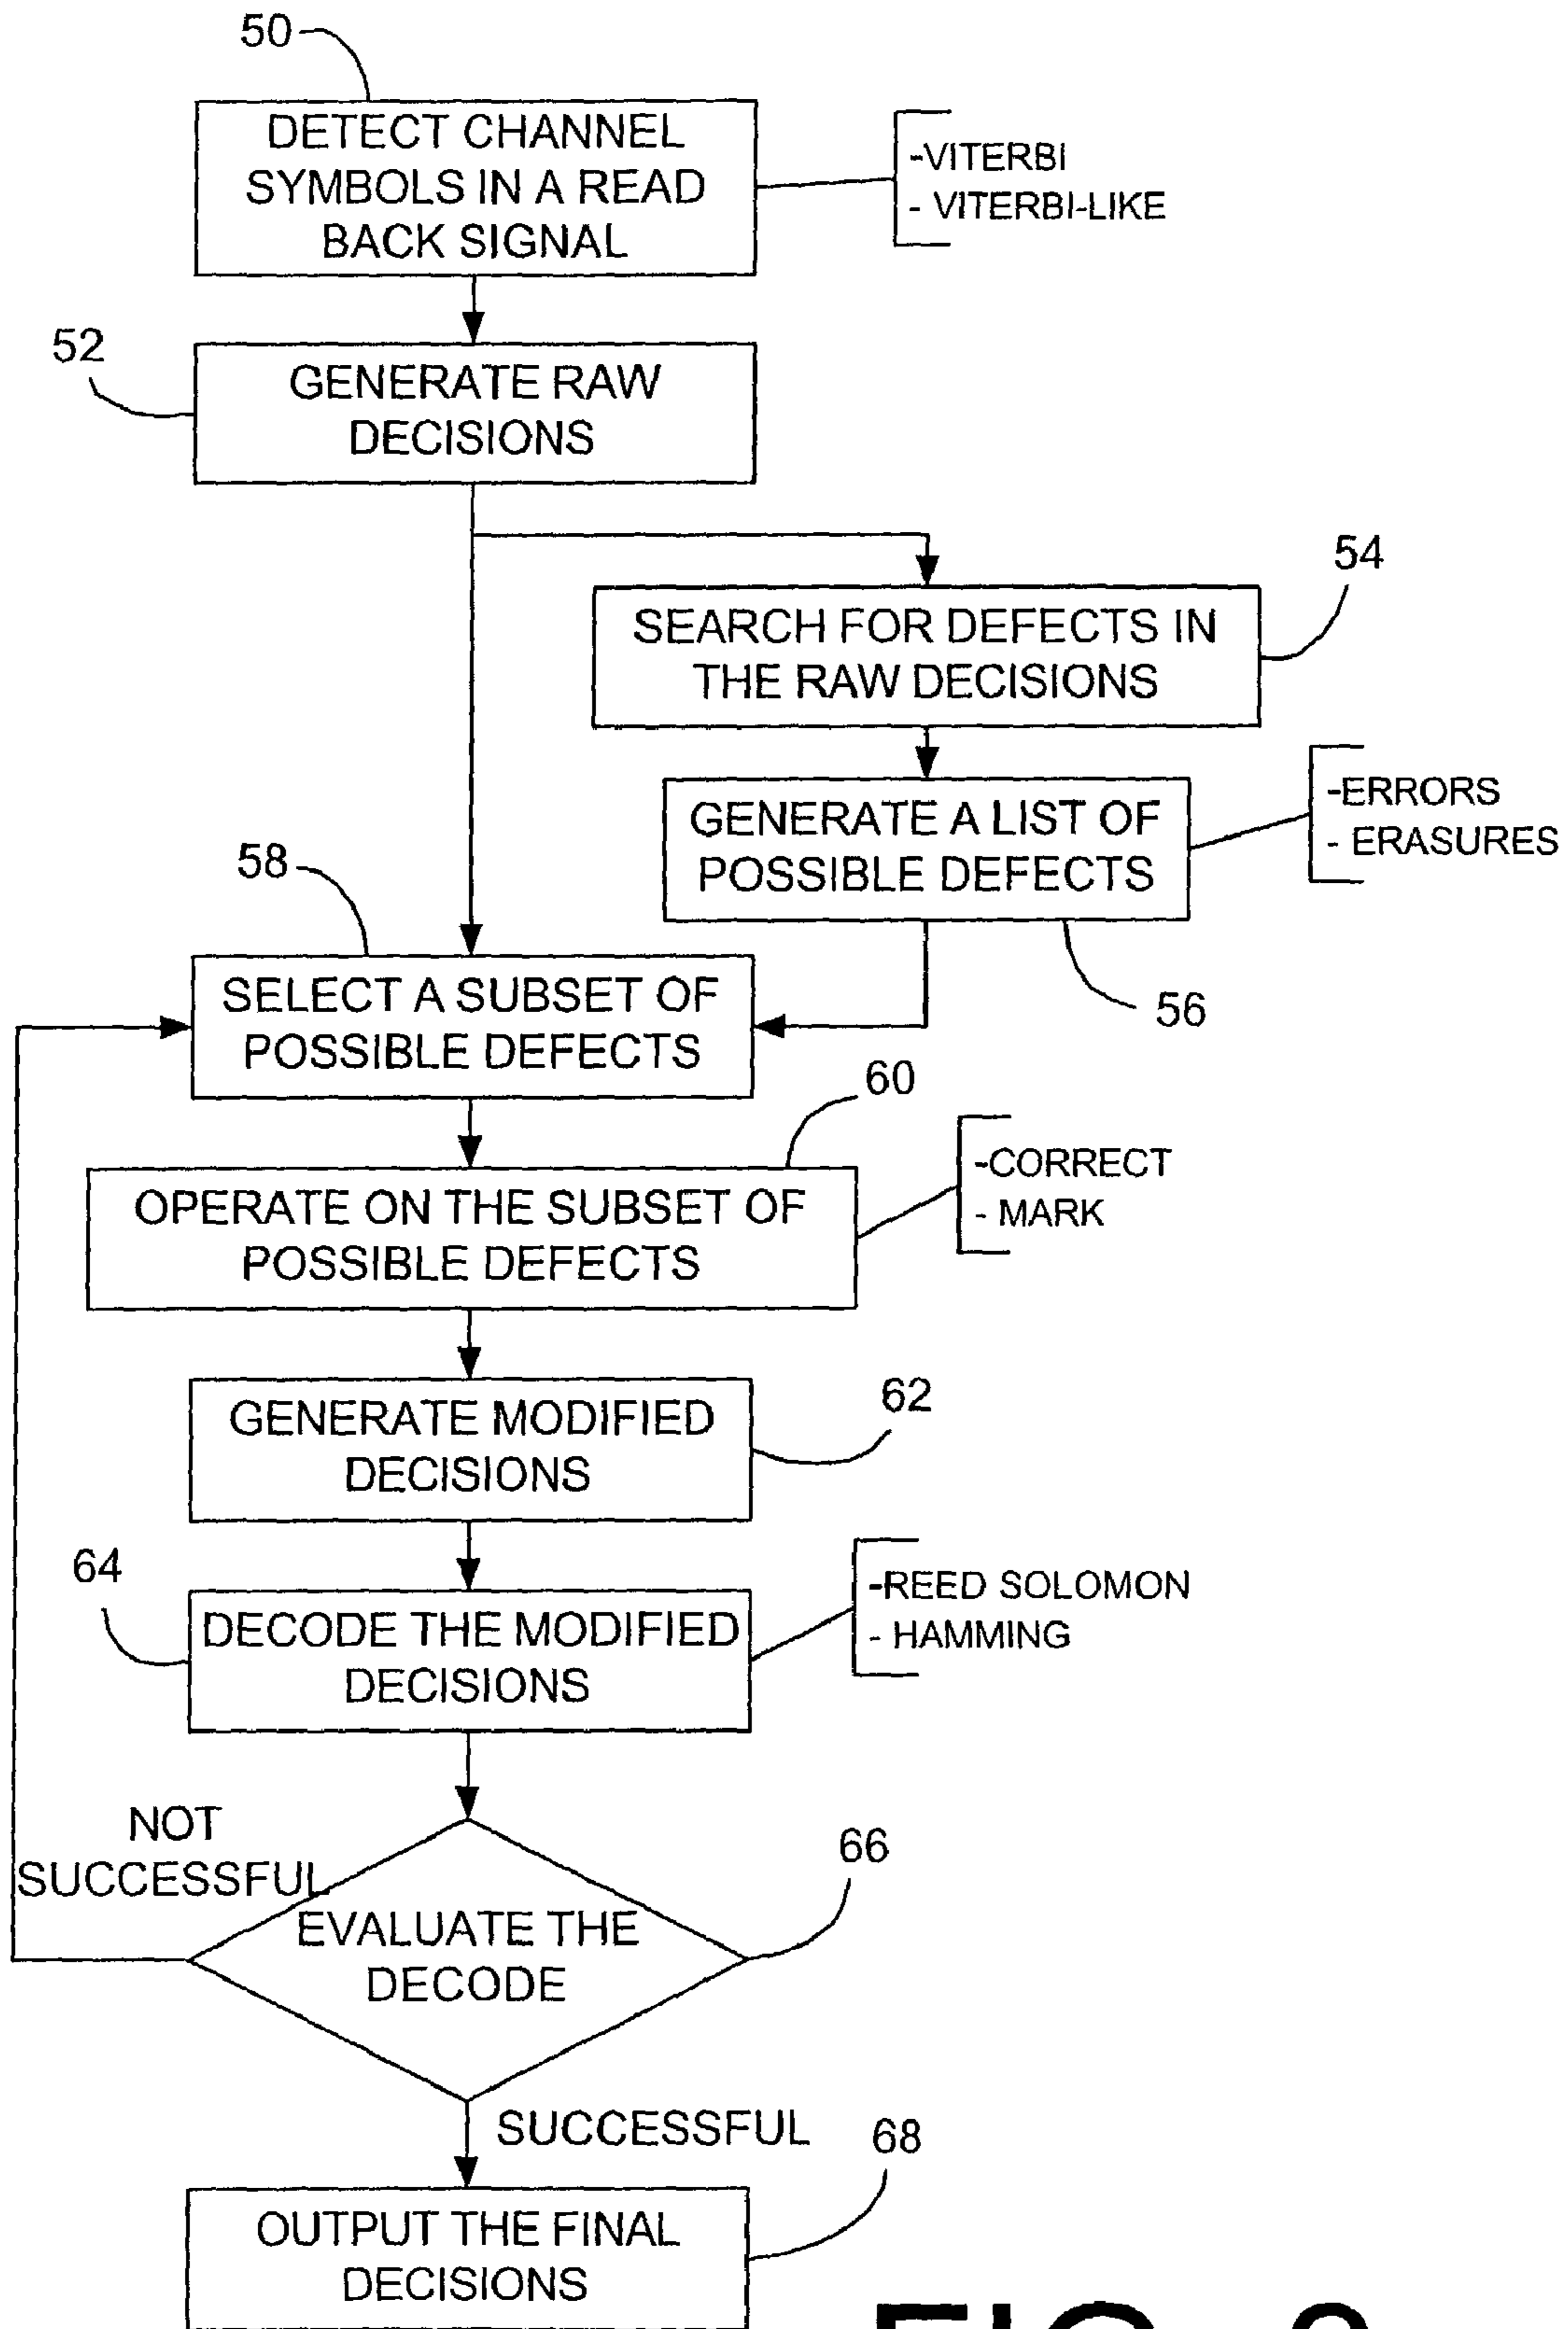 50
DETECT CHANNEL
SYMBOLS IN A READ
BACK SIGNAL
-VITERBI
- VITERBI-LIKE
52
GENERATE RAW
DECISIONS
54
SEARCH FOR DEFECTS IN
THE RAW DECISIONS
GENERATE A LIST OF
POSSIBLE DEFECTS
-ERRORS
- ERASURES
56
58
SELECT A SUBSET OF
POSSIBLE DEFECTS
60
OPERATE ON THE SUBSET OF
POSSIBLE DEFECTS
-CORRECT
- MARK
62
GENERATE MODIFIED
DECISIONS
64
DECODE THE MODIFIED
DECISIONS
-REED SOLOMON
- HAMMING
NOT
SUCCESSFUL
66
EVALUATE THE
DECODE
SUCCESSFUL
68
OUTPUT THE FINAL
DECISIONS